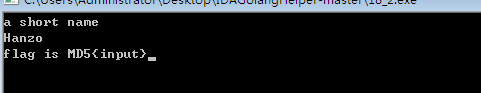 C:\Users\Administrator\Desktop\IDAGolangHelper-master\18_2.exe
a short name
Hanzo
flag is MD5{input}